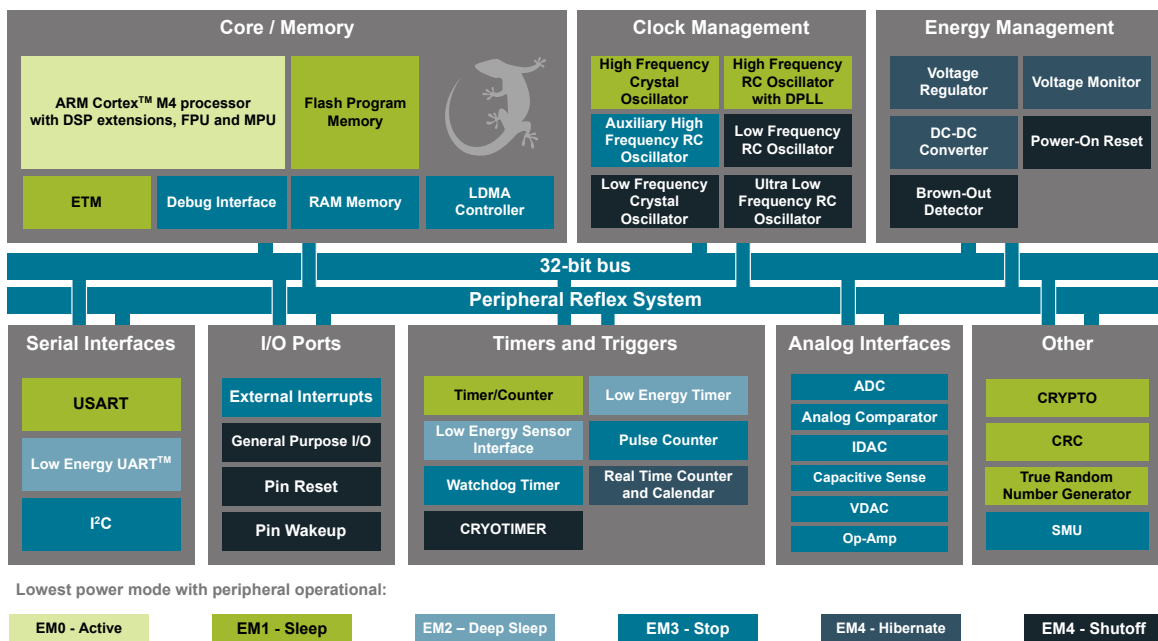 Core / Memory
ARM Cortex™ M4 processor
with DSP extensions, FPU and MPU
Flash Program
Memory
ETM
Debug Interface
RAM Memory
LDMA
Controller
Clock Management
High Frequency
Crystal
Oscillator
High Frequency
RC Oscillator
with DPLL
Auxiliary High
Frequency RC
Oscillator
Low Frequency
RC Oscillator
Low Frequency
Crystal
Oscillator
Ultra Low
Frequency RC
Oscillator
Energy Management
Voltage
Regulator
Voltage Monitor
DC-DC
Converter
Power-On Reset
Brown-Out
Detector
32-bit bus
Peripheral Reflex System
Serial Interfaces
USART
Low Energy UART™
I²C
I/O Ports
External Interrupts
General Purpose I/O
Pin Reset
Pin Wakeup
Timers and Triggers
Timer/Counter
Low Energy Timer
Low Energy Sensor
Interface
Pulse Counter
Watchdog Timer
Real Time Counter
and Calendar
CRYOTIMER
Analog Interfaces
ADC
Analog Comparator
IDAC
Capacitive Sense
VDAC
Op-Amp
Other
CRYPTO
CRC
True Random
Number Generator
SMU
Lowest power mode with peripheral operational:
EM0 - Active
EM1 - Sleep
EM2 – Deep Sleep
EM3 - Stop
EM4 - Hibernate
EM4 - Shutoff